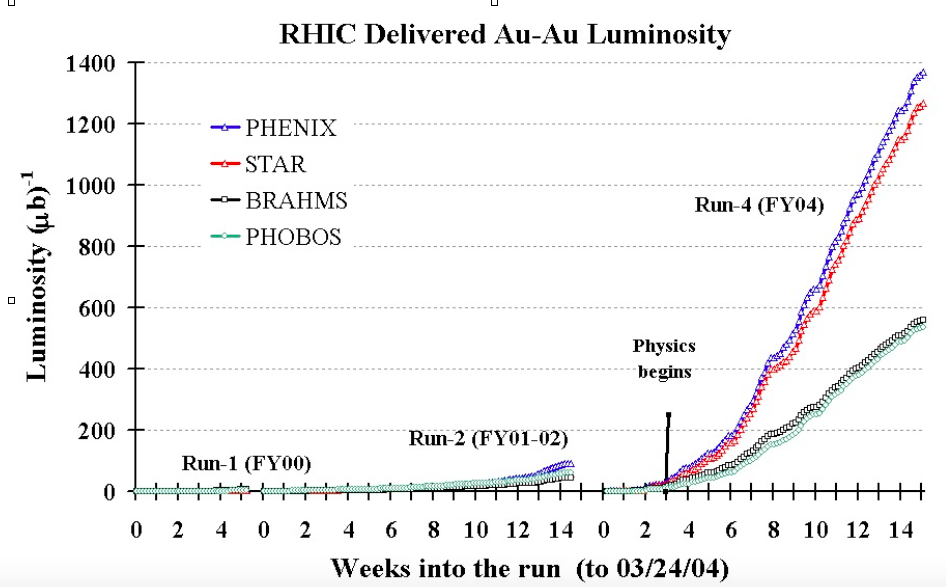 RHIC Delivered Au-Au Luminosity
1400
1200
1000
800
600
400
200
0
Luminosity (μb)⁻¹
PHENIX
STAR
BRAHMS
PHOBOS
Run-1 (FY00)
Run-2 (FY01-02)
Run-4 (FY04)
Physics
begins
0 2 4 0 2 4 6 8 10 12 14 0 2 4 6 8 10 12 14
Weeks into the run (to 03/24/04)